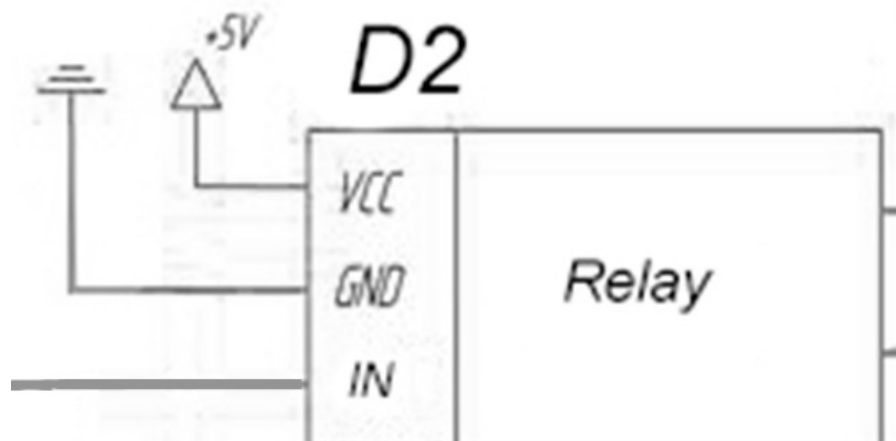 +5V
D2
VCC
GND
Relay
IN